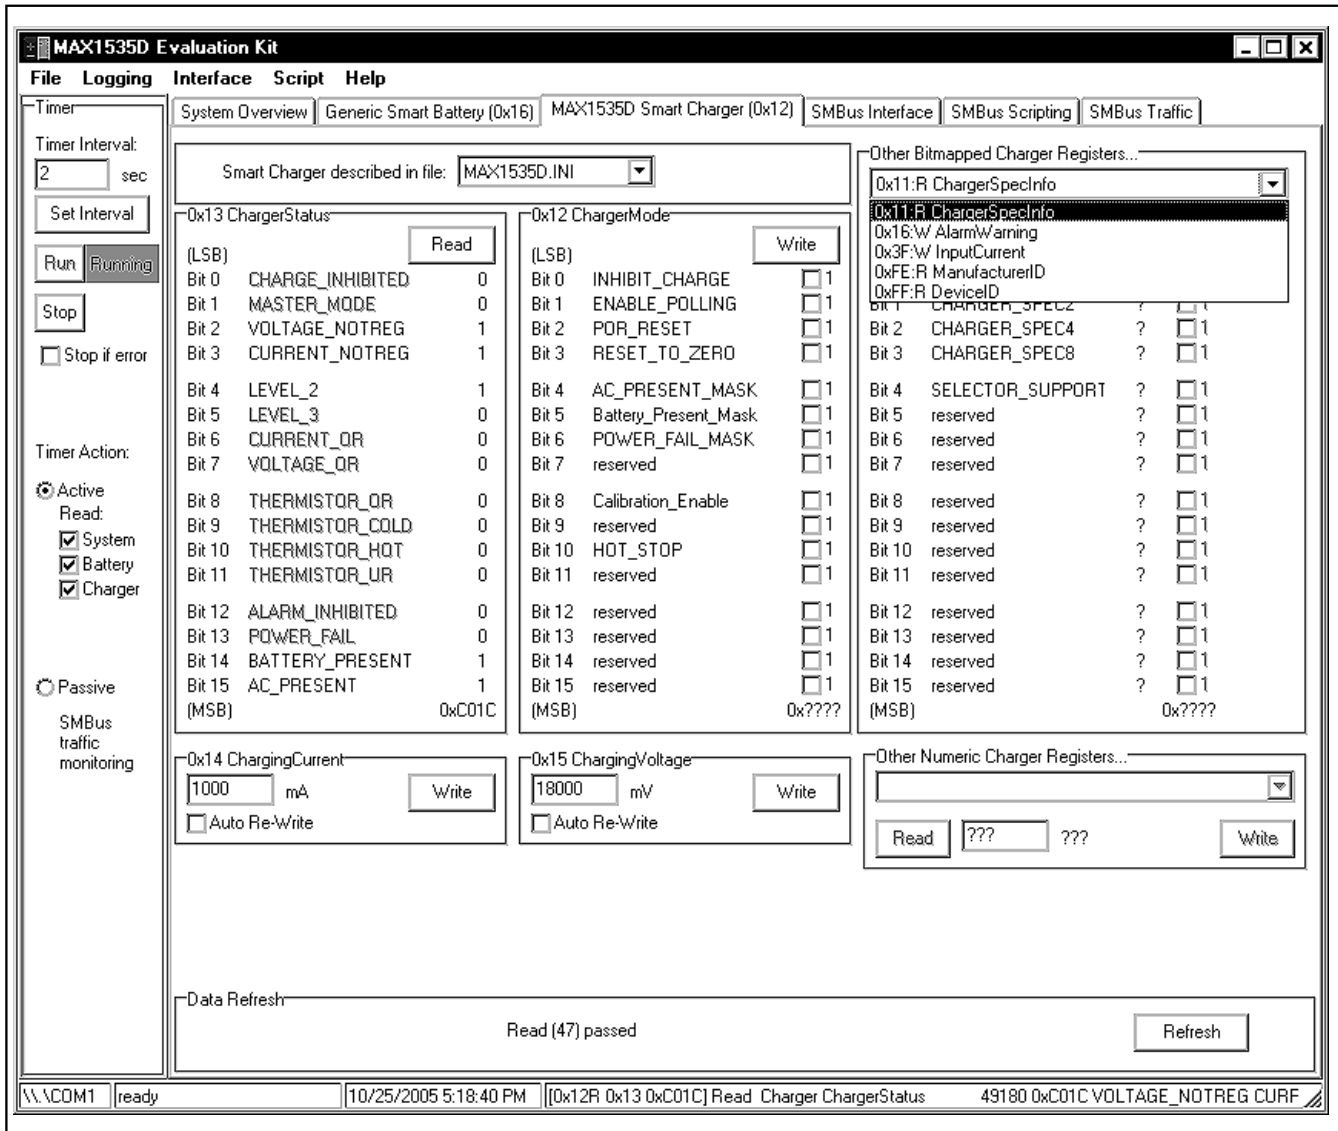 MAX1535D Evaluation Kit
File Logging Interface Script Help
Timer
Timer Interval:
2 sec
Set Interval
Run Running
Stop
Stop if error
Timer Action:
Active
Read:
System
Battery
Charger
Passive
SMBus
traffic
monitoring
System Overview Generic Smart Battery (0x16) MAX1535D Smart Charger (0x12) SMBus Interface SMBus Scripting SMBus Traffic
Smart Charger described in file: MAX1535D.INI
0x13 ChargerStatus
(LSB) Read
Bit 0 CHARGE_INHIBITED 0
Bit 1 MASTER_MODE 0
Bit 2 VOLTAGE_NOTREG 1
Bit 3 CURRENT_NOTREG 1
Bit 4 LEVEL_2 1
Bit 5 LEVEL_3 0
Bit 6 CURRENT_OR 0
Bit 7 VOLTAGE_OR 0
Bit 8 THERMISTOR_OR 0
Bit 9 THERMISTOR_COLD 0
Bit 10 THERMISTOR_HOT 0
Bit 11 THERMISTOR_UR 0
Bit 12 ALARM_INHIBITED 0
Bit 13 POWER_FAIL 0
Bit 14 BATTERY_PRESENT 1
Bit 15 AC_PRESENT 1
(MSB) 0xC01C
0x12 ChargerMode
(LSB) Write
Bit 0 INHIBIT_CHARGE 1
Bit 1 ENABLE_POLLING 1
Bit 2 POR_RESET 1
Bit 3 RESET_TO_ZERO 1
Bit 4 AC_PRESENT_MASK 1
Bit 5 Battery_Present_Mask 1
Bit 6 POWER_FAIL_MASK 1
Bit 7 reserved 1
Bit 8 Calibration_Enable 1
Bit 9 reserved 1
Bit 10 HOT_STOP 1
Bit 11 reserved 1
Bit 12 reserved 1
Bit 13 reserved 1
Bit 14 reserved 1
Bit 15 reserved 1
(MSB) 0x????
Other Bitmapped Charger Registers...
0x11:R ChargerSpecInfo
0x11:R ChargerSpecInfo
0x16:W AlarmWarning
0x3F:W InputCurrent
0xFE:R ManufacturerID
0xFF:R DeviceID
Bit 1 CHARGER_SPEC2 ? 1
Bit 2 CHARGER_SPEC4 ? 1
Bit 3 CHARGER_SPEC8 ? 1
Bit 4 SELECTOR_SUPPORT ? 1
Bit 5 reserved ? 1
Bit 6 reserved ? 1
Bit 7 reserved ? 1
Bit 8 reserved ? 1
Bit 9 reserved ? 1
Bit 10 reserved ? 1
Bit 11 reserved ? 1
Bit 12 reserved ? 1
Bit 13 reserved ? 1
Bit 14 reserved ? 1
Bit 15 reserved ? 1
(MSB) 0x????
0x14 ChargingCurrent
1000 mA Write
Auto Re-Write
0x15 ChargingVoltage
18000 mV Write
Auto Re-Write
Other Numeric Charger Registers...
Read ??? ??? Write
Data Refresh
Read (47) passed Refresh
\\.\COM1 ready 10/25/2005 5:18:40 PM [0x12R 0x13 0xC01C] Read Charger ChargerStatus 49180 0xC01C VOLTAGE_NOTREG CURF